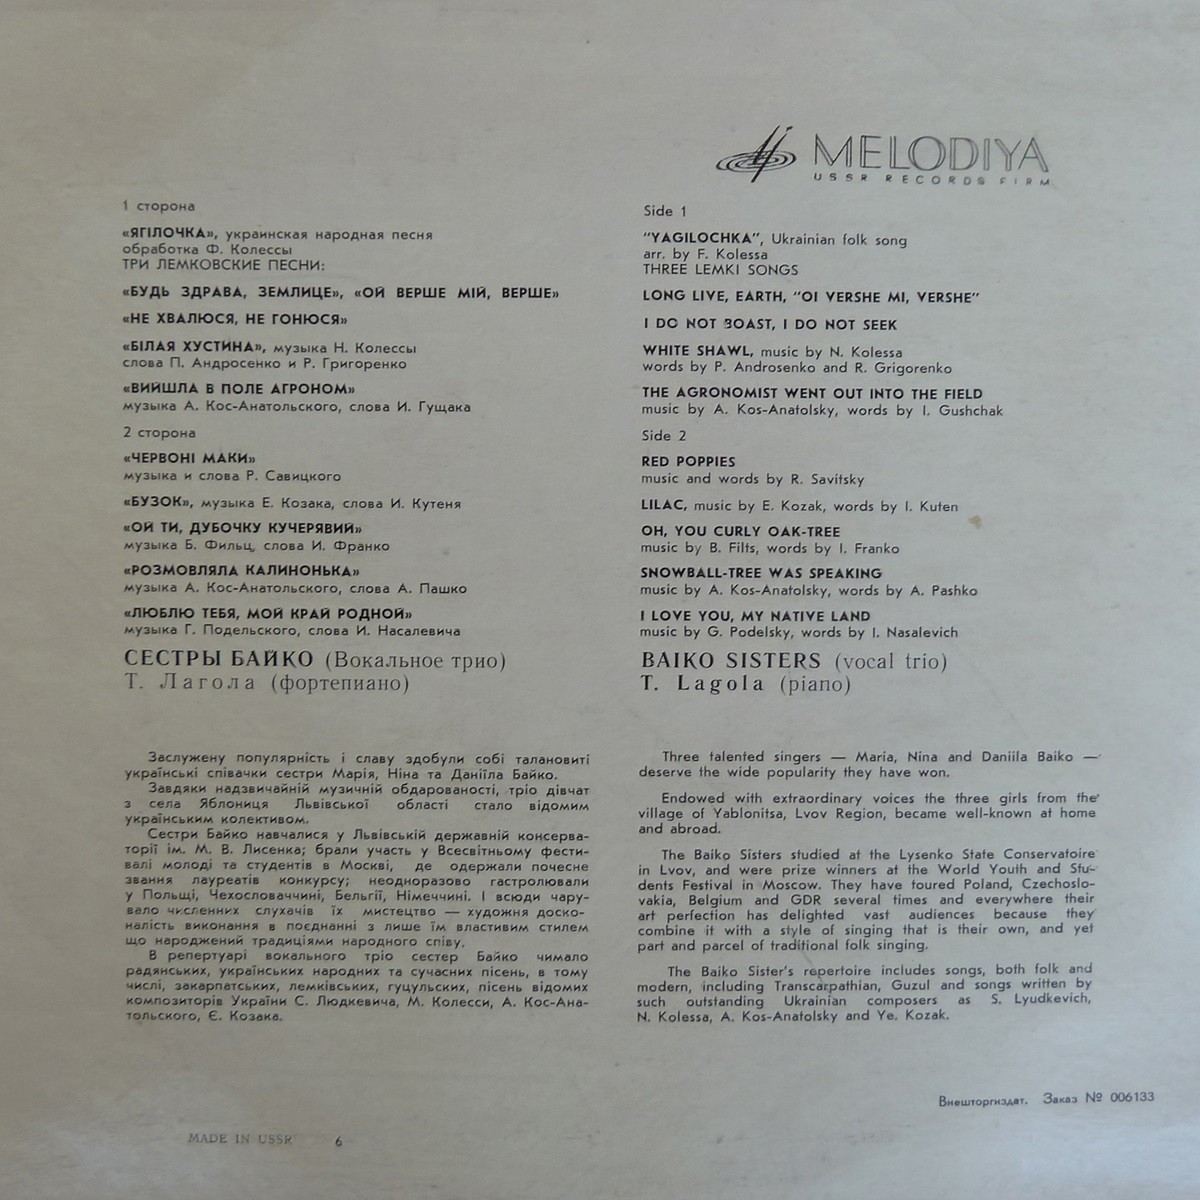 MELODIYA
USSR RECORDS FIRM
1 сторона
«ЯГІЛОЧКА», украинская народная песня
обработка Ф. Колессы
ТРИ ЛЕМКОВСКИЕ ПЕСНИ:
«БУДЬ ЗДРАВА, ЗЕМЛИЦЕ», «ОЙ ВЕРШЕ МІЙ, ВЕРШЕ»
«НЕ ХВАЛЮСЯ, НЕ ГОНЮСЯ»
«БІЛАЯ ХУСТИНА», музыка Н. Колессы
слова П. Андросенко и Р. Григоренко
«ВИЙШЛА В ПОЛЕ АГРОНОМ»
музыка А. Кос-Анатольского, слова И. Гущака
2 сторона
«ЧЕРВОНІ МАКИ»
музыка и слова Р. Савицкого
«БУЗОК», музыка Е. Козака, слова И. Кутеня
«ОЙ ТИ, ДУБОЧКУ КУЧЕРЯВИЙ»
музыка Б. Фильц, слова И. Франко
«РОЗМОВЛЯЛА КАЛИНОНЬКА»
музыка А. Кос-Анатольского, слова А. Пашко
«ЛЮБЛЮ ТЕБЯ, МОЙ КРАЙ РОДНОЙ»
музыка Г. Подельского, слова И. Насалевича
СЕСТРЫ БАЙКО (Вокальное трио)
Т. Лагола (фортепиано)
Заслужену популярність і славу здобули собі талановиті
українські співачки сестри Марія, Ніна та Даніїла Байко.
Завдяки надзвичайній музичній обдарованості, тріо дівчат
з села Яблониця Львівської області стало відомим
українським колективом.
Сестри Байко навчалися у Львівській державній консерва-
торії ім. М. В. Лисенка; брали участь у Всесвітньому фести-
валі молоді та студентів в Москві, де одержали почесне
звання лауреатів конкурсу; неодноразово гастролювали
у Польщі, Чехословаччині, Бельгії, Німеччині. І всюди чару-
вало численних слухачів їх мистецтво — художня доско-
налість виконання в поєднанні з лише їм властивим стилем
що народжений традиціями народного співу.
В репертуарі вокального тріо сестер Байко чимало
радянських, українських народних та сучасних пісень, в тому
числі, закарпатських, лемківських, гуцульских, пісень відомих
композиторів України С. Людкевича, М. Колесси, А. Кос-Ана-
тольского, Є. Козака.
Side 1
"YAGILOCHKA", Ukrainian folk song
arr. by F. Kolessa
THREE LEMKI SONGS
LONG LIVE, EARTH, "OI VERSHE MI, VERSHE"
I DO NOT BOAST, I DO NOT SEEK
WHITE SHAWL, music by N. Kolessa
words by P. Androsenko and R. Grigorenko
THE AGRONOMIST WENT OUT INTO THE FIELD
music by A. Kos-Anatolsky, words by I. Gushchak
Side 2
RED POPPIES
music and words by R. Savitsky
LILAC, music by E. Kozak, words by I. Kuten
OH, YOU CURLY OAK-TREE
music by B. Filts, words by I. Franko
SNOWBALL-TREE WAS SPEAKING
music by A. Kos-Anatolsky, words by A. Pashko
I LOVE YOU, MY NATIVE LAND
music by G. Podelsky, words by I. Nasalevich
BAIKO SISTERS (vocal trio)
T. Lagola (piano)
Three talented singers — Maria, Nina and Daniila Baiko —
deserve the wide popularity they have won.
Endowed with extraordinary voices the three girls from the
village of Yablonitsa, Lvov Region, became well-known at home
and abroad.
The Baiko Sisters studied at the Lysenko State Conservatoire
in Lvov, and were prize winners at the World Youth and Stu-
dents Festival in Moscow. They have toured Poland, Czechoslo-
vakia, Belgium and GDR several times and everywhere their
art perfection has delighted vast audiences because they
combine it with a style of singing that is their own, and yet
part and parcel of traditional folk singing.
The Baiko Sister's repertoire includes songs, both folk and
modern, including Transcarpathian, Guzul and songs written by
such outstanding Ukrainian composers as S. Lyudkevich,
N. Kolessa, A. Kos-Anatolsky and Ye. Kozak.
Внешторгиздат. Заказ № 006133
MADE IN USSR 6